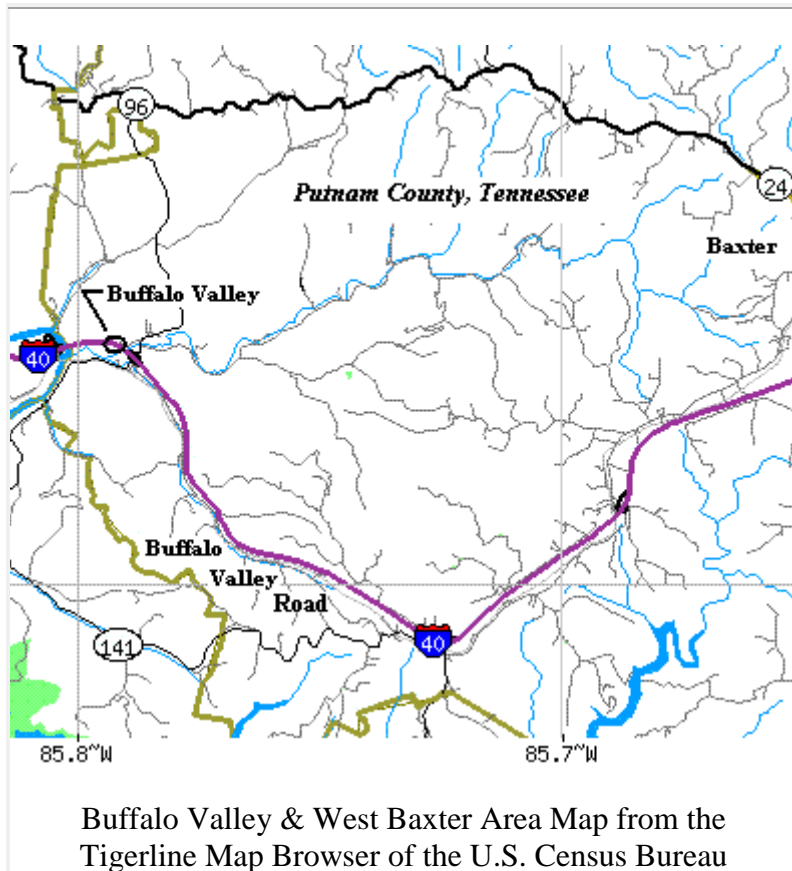 96
Putnam County, Tennessee
24
Baxter
Buffalo Valley
40
Buffalo
Valley
Road
40
141
85.8~W 85.7~W
Buffalo Valley & West Baxter Area Map from the
Tigerline Map Browser of the U.S. Census Bureau